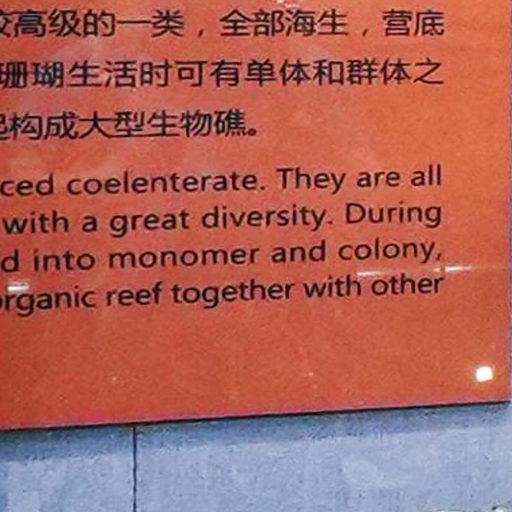 较高级的一类，全部海生，营底
珊瑚生活时可有单体和群体之
起构成大型生物礁。
ced coelenterate. They are all
with a great diversity. During
d into monomer and colony,
organic reef together with other